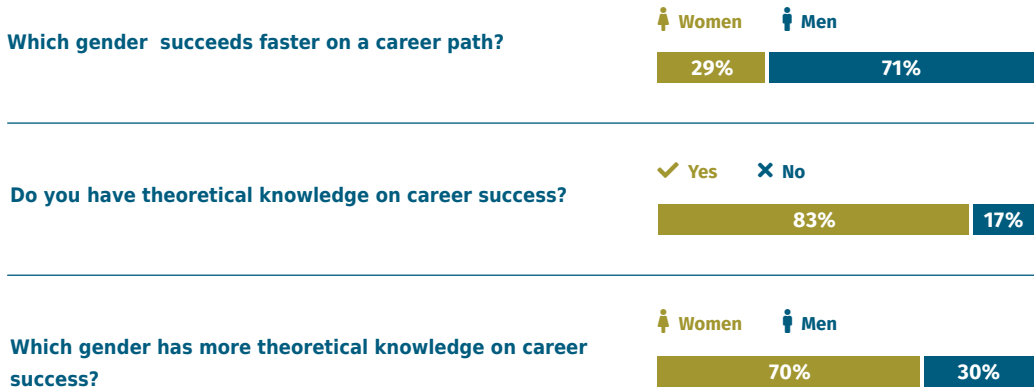 Women Men
Which gender  succeeds faster on a career path?
29% 71%
Yes No
Do you have theoretical knowledge on career success?
83% 17%
Women Men
Which gender has more theoretical knowledge on career
success?
70% 30%